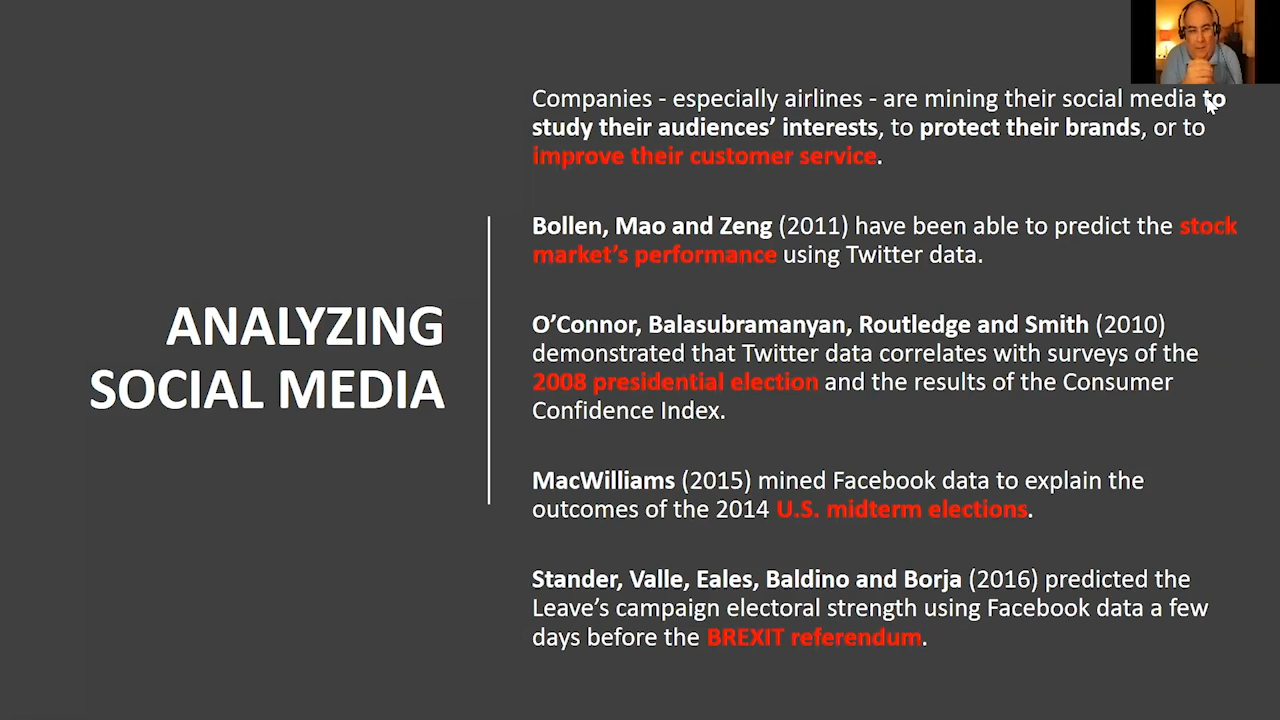 ANALYZING
SOCIAL MEDIA
Companies - especially airlines - are mining their social media to
study their audiences’ interests, to protect their brands, or to
improve their customer service.
Bollen, Mao and Zeng (2011) have been able to predict the stock
market’s performance using Twitter data.
O’Connor, Balasubramanyan, Routledge and Smith (2010)
demonstrated that Twitter data correlates with surveys of the
2008 presidential election and the results of the Consumer
Confidence Index.
MacWilliams (2015) mined Facebook data to explain the
outcomes of the 2014 U.S. midterm elections.
Stander, Valle, Eales, Baldino and Borja (2016) predicted the
Leave’s campaign electoral strength using Facebook data a few
days before the BREXIT referendum.